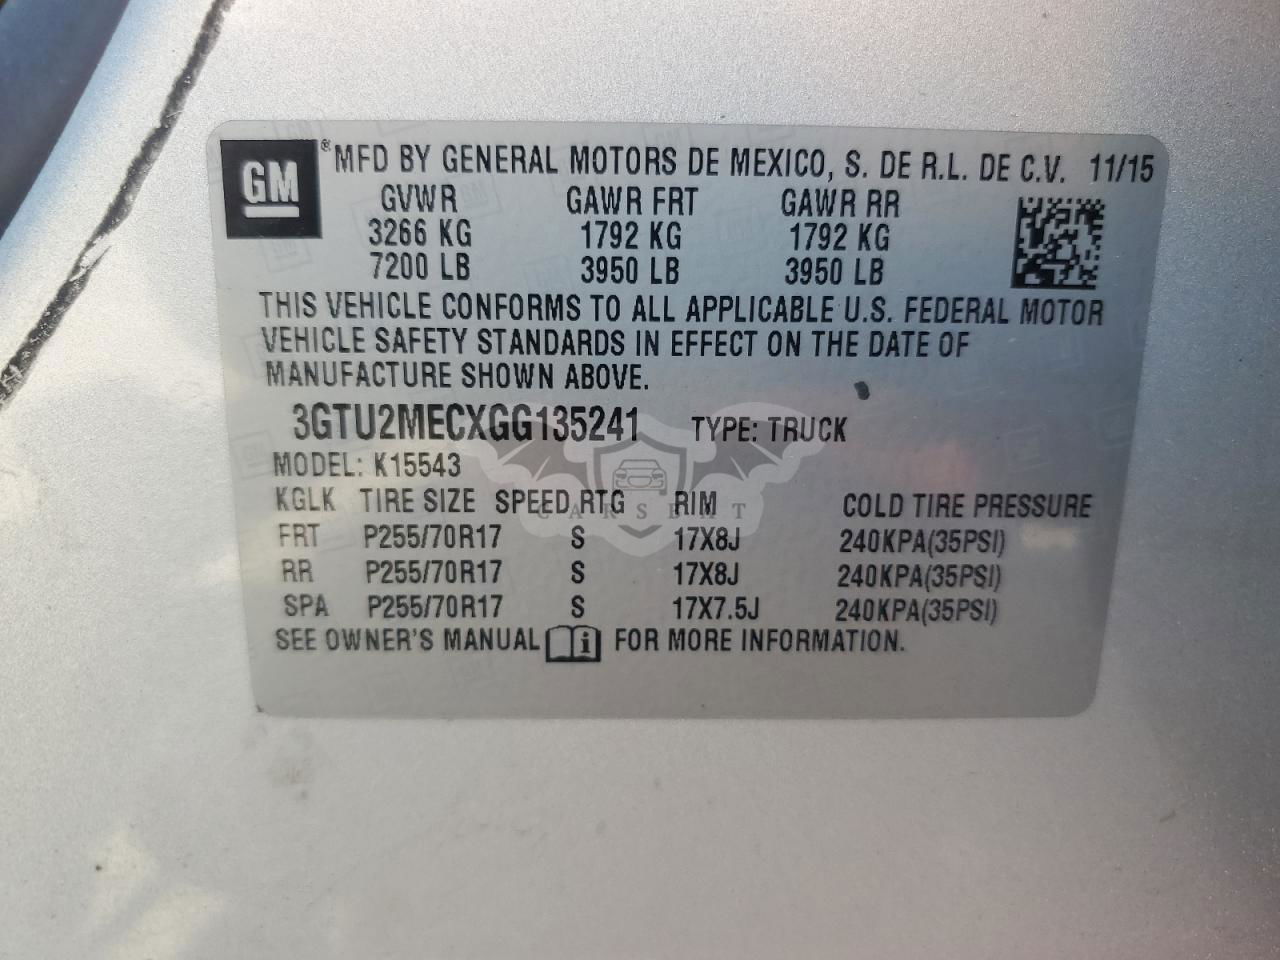 GM ® MFD BY GENERAL MOTORS DE MEXICO, S. DE R.L. DE C.V. 11/15
GVWR GAWR FRT GAWR RR
3266 KG 1792 KG 1792 KG
7200 LB 3950 LB 3950 LB
THIS VEHICLE CONFORMS TO ALL APPLICABLE U.S. FEDERAL MOTOR
VEHICLE SAFETY STANDARDS IN EFFECT ON THE DATE OF
MANUFACTURE SHOWN ABOVE.
3GTU2MECXGG135241 TYPE: TRUCK
MODEL: K15543
KGLK TIRE SIZE SPEED RTG RIM COLD TIRE PRESSURE
CARSBAT
FRT P255/70R17 S 17X8J 240KPA(35PSI)
RR P255/70R17 S 17X8J 240KPA(35PSI)
SPA P255/70R17 S 17X7.5J 240KPA(35PSI)
SEE OWNER'S MANUAL i FOR MORE INFORMATION.